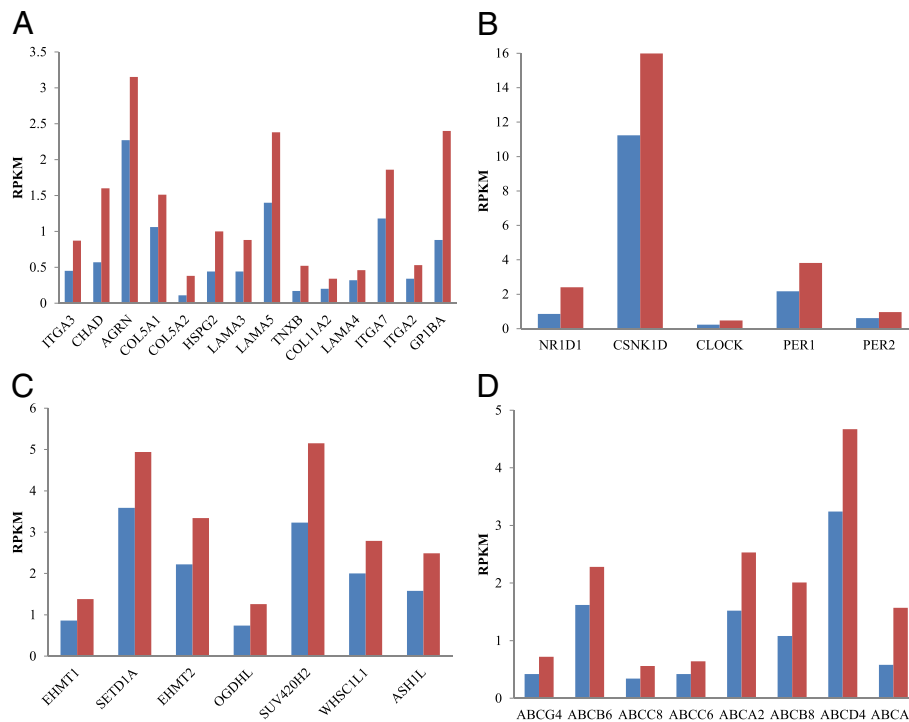 A
3.5
3
2.5
2
1.5
1
0.5
0
RPKM
ITGA3 CHAD AGRN COL5A1 COL5A2 HSPG2 LAMA3 LAMA5 TNXB COL11A2 LAMA4 ITGA7 ITGA2 GP1BA
B
16
14
12
10
8
6
4
2
0
RPKM
NR1D1 CSNK1D CLOCK PER1 PER2
C
6
5
4
3
2
1
0
RPKM
EHMT1 SETD1A EHMT2 OGDHL SUV420H2 WHSC1L1 ASH1L
D
5
4
3
2
1
0
RPKM
ABCG4 ABCB6 ABCC8 ABCC6 ABCA2 ABCB8 ABCD4 ABCA